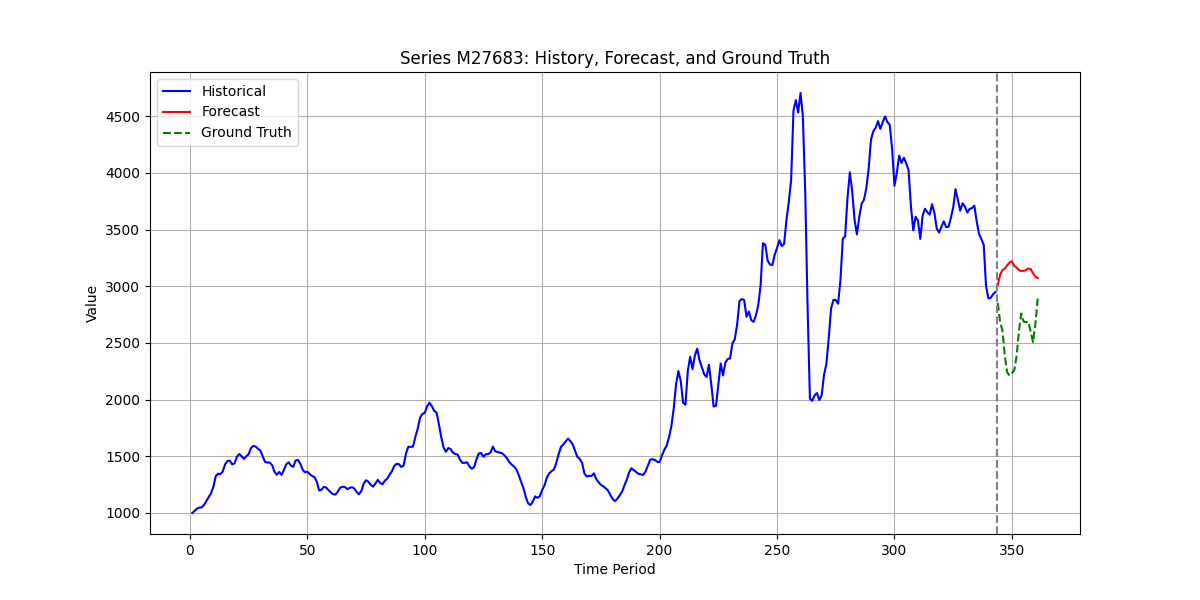 Series M27683: History, Forecast, and Ground Truth
Historical
Forecast
Ground Truth
4500
4000
3500
3000
2500
2000
1500
1000
Value
0 50 100 150 200 250 300 350
Time Period